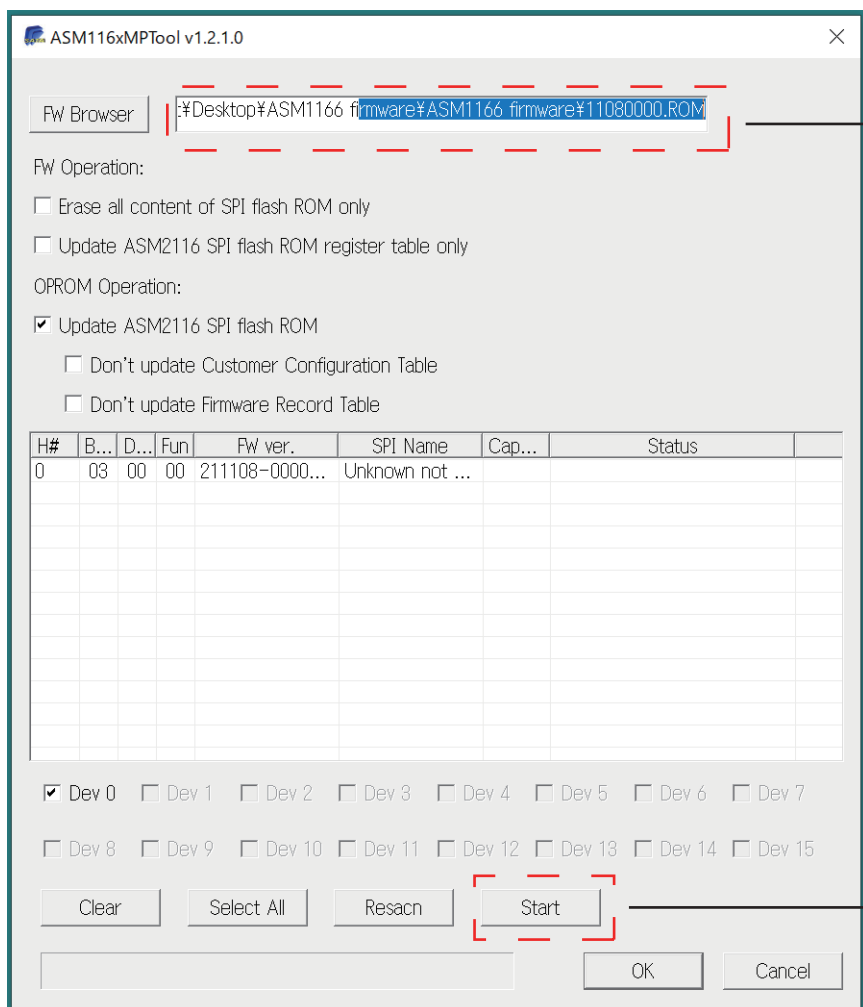 ASM116xMPTool v1.2.1.0
FW Browser :¥Desktop¥ASM1166 firmware¥ASM1166 firmware¥11080000.ROM
FW Operation:
Erase all content of SPI flash ROM only
Update ASM2116 SPI flash ROM register table only
OPROM Operation:
Update ASM2116 SPI flash ROM
Don't update Customer Configuration Table
Don't update Firmware Record Table
H# B... D... Fun FW ver. SPI Name Cap... Status
0 03 00 00 211108-0000... Unknown not ...
Dev 0 Dev 1 Dev 2 Dev 3 Dev 4 Dev 5 Dev 6 Dev 7
Dev 8 Dev 9 Dev 10 Dev 11 Dev 12 Dev 13 Dev 14 Dev 15
Clear Select All Resacn Start
OK Cancel